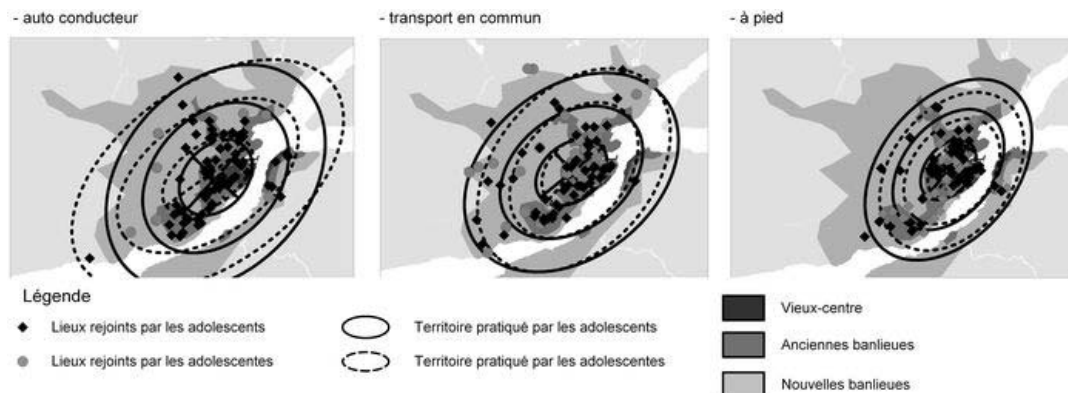 - auto conducteur
- transport en commun
- à pied
Légende
Lieux rejoints par les adolescents
Lieux rejoints par les adolescentes
Territoire pratiqué par les adolescents
Territoire pratiqué par les adolescentes
Vieux-centre
Anciennes banlieues
Nouvelles banlieues